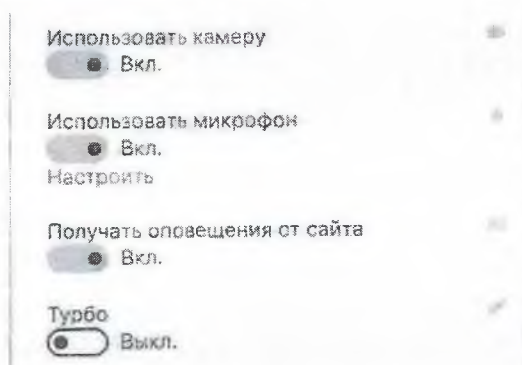 Использовать камеру
Вкл.
Использовать микрофон
Вкл.
Настроить
Получать оповещения от сайта
Вкл.
Турбо
Выкл.